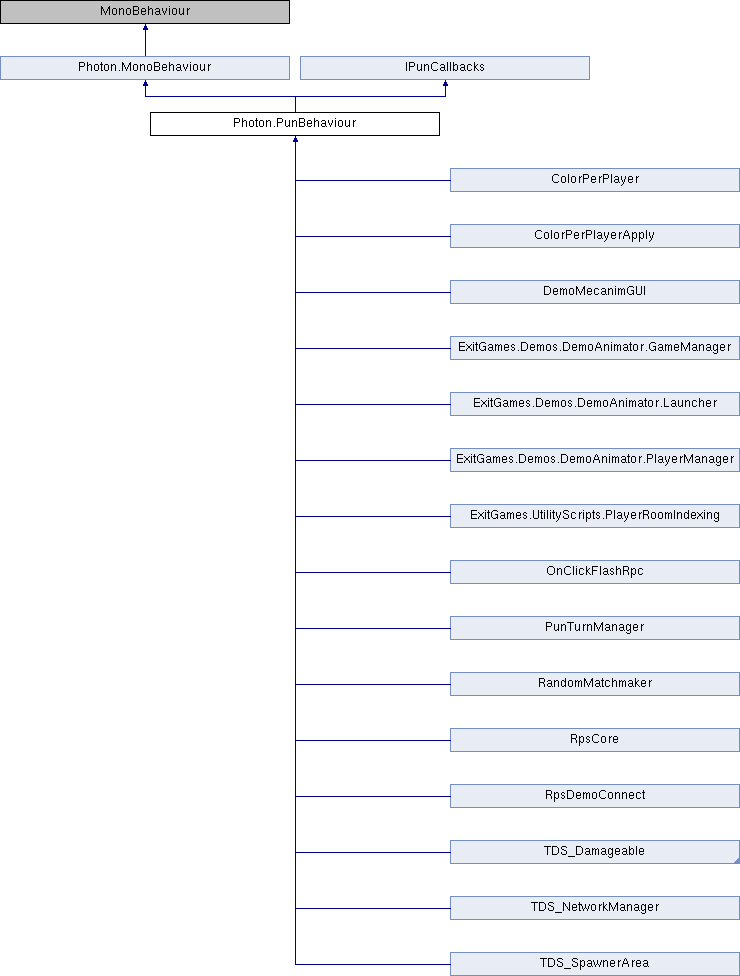 MonoBehaviour
Photon.MonoBehaviour
IPunCallbacks
Photon.PunBehaviour
ColorPerPlayer
ColorPerPlayerApply
DemoMecanimGUI
ExitGames.Demos.DemoAnimator.GameManager
ExitGames.Demos.DemoAnimator.Launcher
ExitGames.Demos.DemoAnimator.PlayerManager
ExitGames.UtilityScripts.PlayerRoomIndexing
OnClickFlashRpc
PunTurnManager
RandomMatchmaker
RpsCore
RpsDemoConnect
TDS_Damageable
TDS_NetworkManager
TDS_SpawnerArea